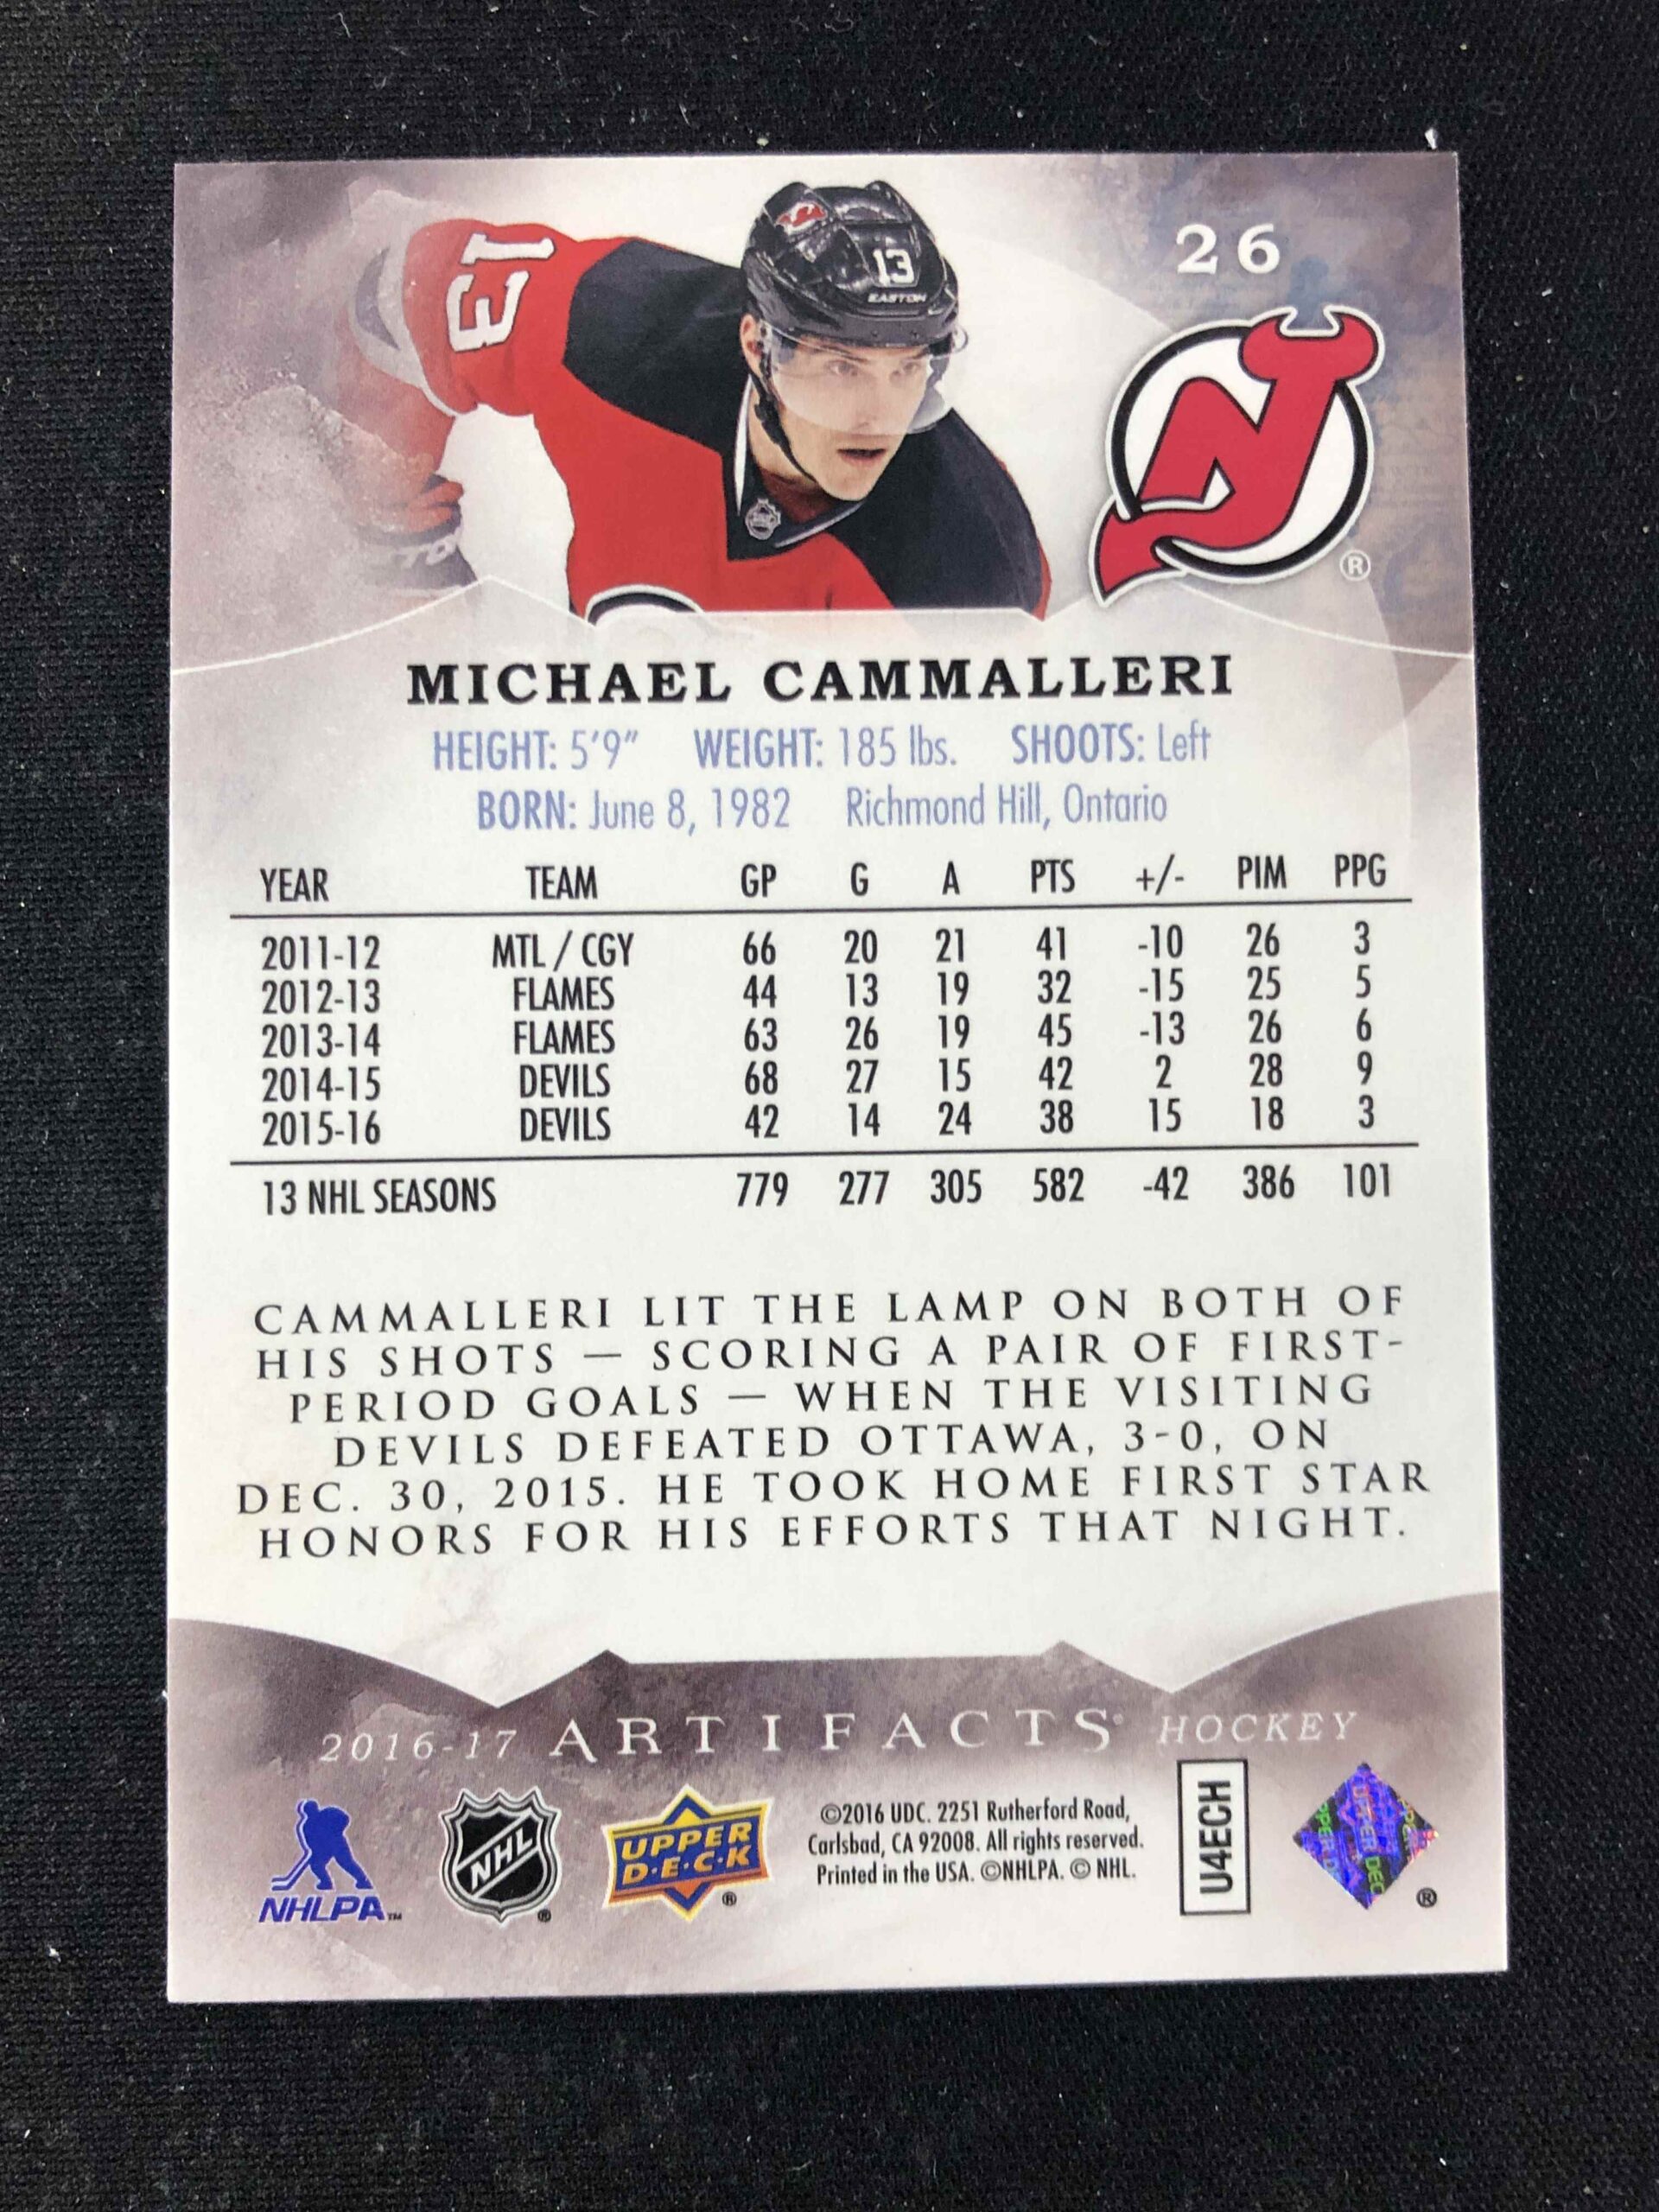 26
13
13
EASTON
MICHAEL CAMMALLERI
HEIGHT: 5'9" WEIGHT: 185 lbs. SHOOTS: Left
BORN: June 8, 1982 Richmond Hill, Ontario
YEAR TEAM GP G A PTS +/- PIM PPG
2011-12 MTL / CGY 66 20 21 41 -10 26 3
2012-13 FLAMES 44 13 19 32 -15 25 5
2013-14 FLAMES 63 26 19 45 -13 26 6
2014-15 DEVILS 68 27 15 42 2 28 9
2015-16 DEVILS 42 14 24 38 15 18 3
13 NHL SEASONS 779 277 305 582 -42 386 101
CAMMALLERI LIT THE LAMP ON BOTH OF
HIS SHOTS — SCORING A PAIR OF FIRST-
PERIOD GOALS — WHEN THE VISITING
DEVILS DEFEATED OTTAWA, 3-0, ON
DEC. 30, 2015. HE TOOK HOME FIRST STAR
HONORS FOR HIS EFFORTS THAT NIGHT.
2016-17 ARTIFACTS HOCKEY
NHLPA™
NHL®
UPPER
D·E·C·K®
©2016 UDC. 2251 Rutherford Road,
Carlsbad, CA 92008. All rights reserved.
Printed in the USA. ©NHLPA. © NHL.
U4ECH